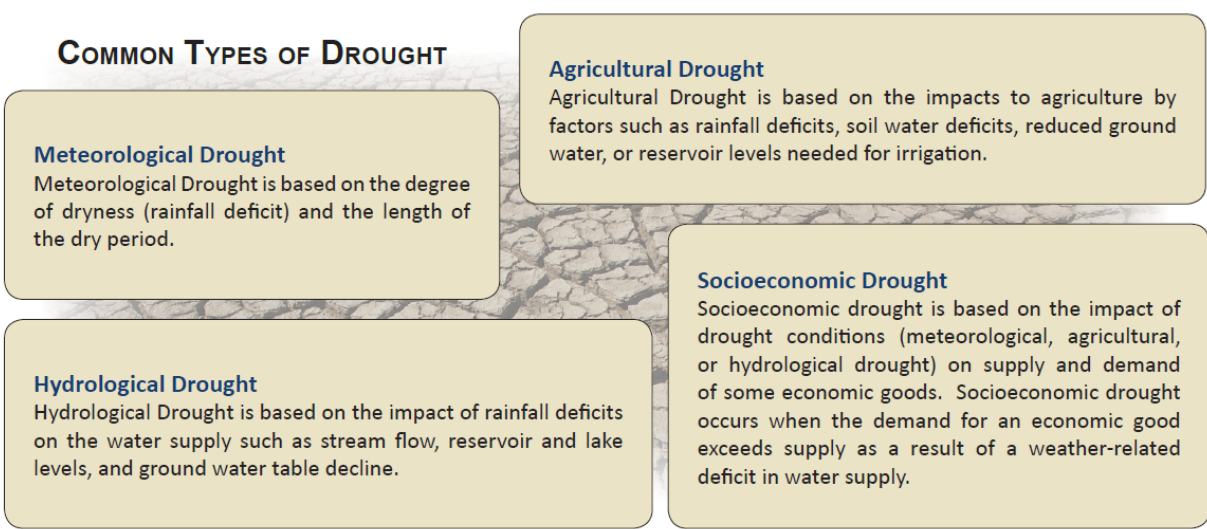 COMMON TYPES OF DROUGHT
Agricultural Drought
Agricultural Drought is based on the impacts to agriculture by
factors such as rainfall deficits, soil water deficits, reduced ground
water, or reservoir levels needed for irrigation.
Meteorological Drought
Meteorological Drought is based on the degree
of dryness (rainfall deficit) and the length of
the dry period.
Socioeconomic Drought
Socioeconomic drought is based on the impact of
drought conditions (meteorological, agricultural,
or hydrological drought) on supply and demand
of some economic goods.  Socioeconomic drought
occurs when the demand for an economic good
exceeds supply as a result of a weather-related
deficit in water supply.
Hydrological Drought
Hydrological Drought is based on the impact of rainfall deficits
on the water supply such as stream flow, reservoir and lake
levels, and ground water table decline.